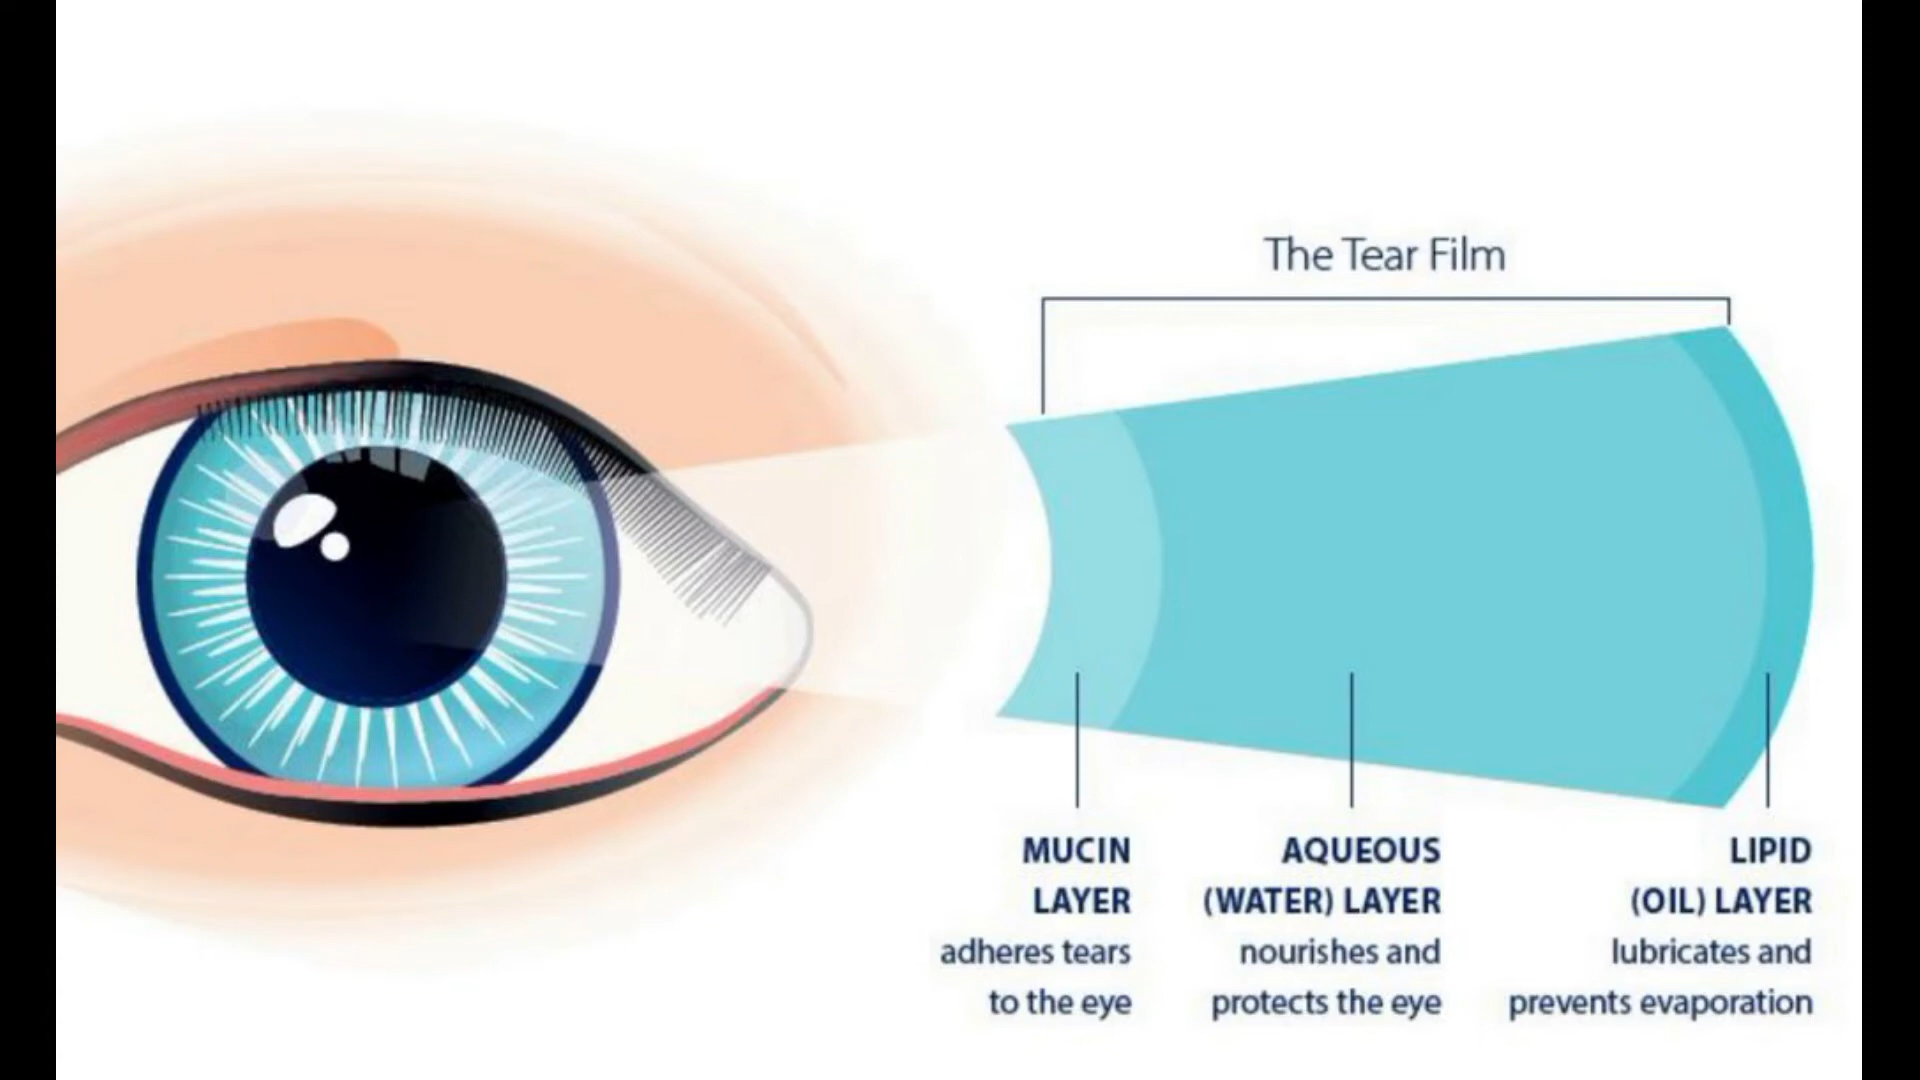 The Tear Film
MUCIN
LAYER
adheres tears
to the eye
AQUEOUS
(WATER) LAYER
nourishes and
protects the eye
LIPID
(OIL) LAYER
lubricates and
prevents evaporation